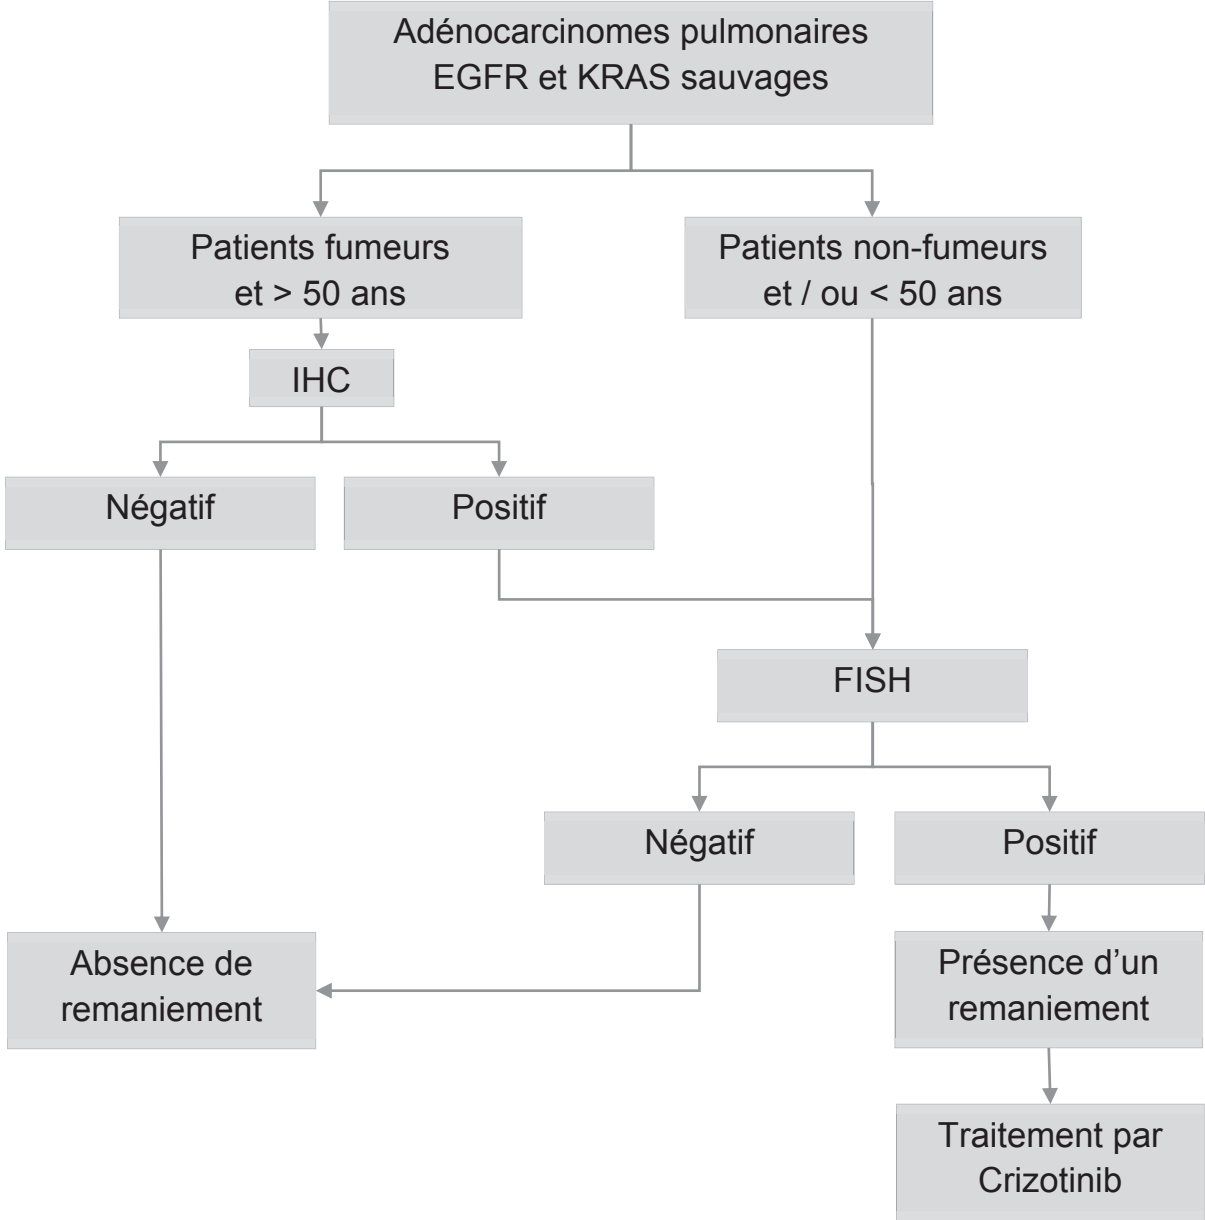 Adénocarcinomes pulmonaires
EGFR et KRAS sauvages
Patients fumeurs
et > 50 ans
Patients non-fumeurs
et / ou < 50 ans
IHC
Négatif
Positif
FISH
Négatif
Positif
Absence de
remaniement
Présence d’un
remaniement
Traitement par
Crizotinib